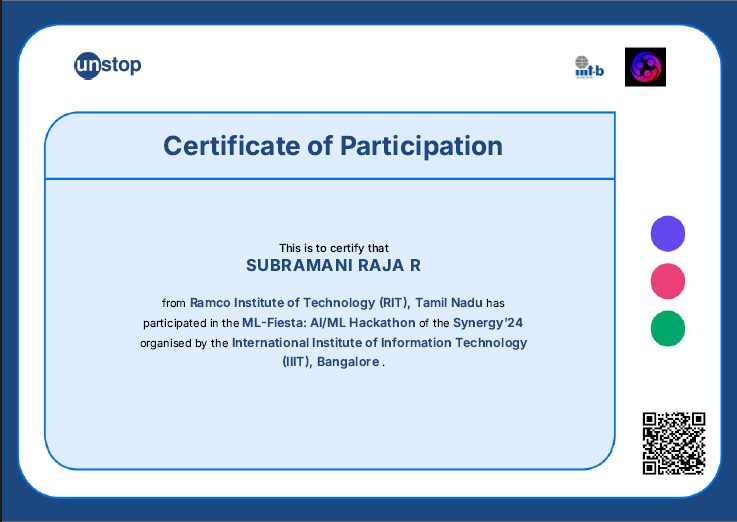 unstop
iiit-b
Certificate of Participation
This is to certify that
SUBRAMANI RAJA R
from Ramco Institute of Technology (RIT), Tamil Nadu has
participated in the ML-Fiesta: AI/ML Hackathon of the Synergy'24
organised by the International Institute of Information Technology
(IIIT), Bangalore .